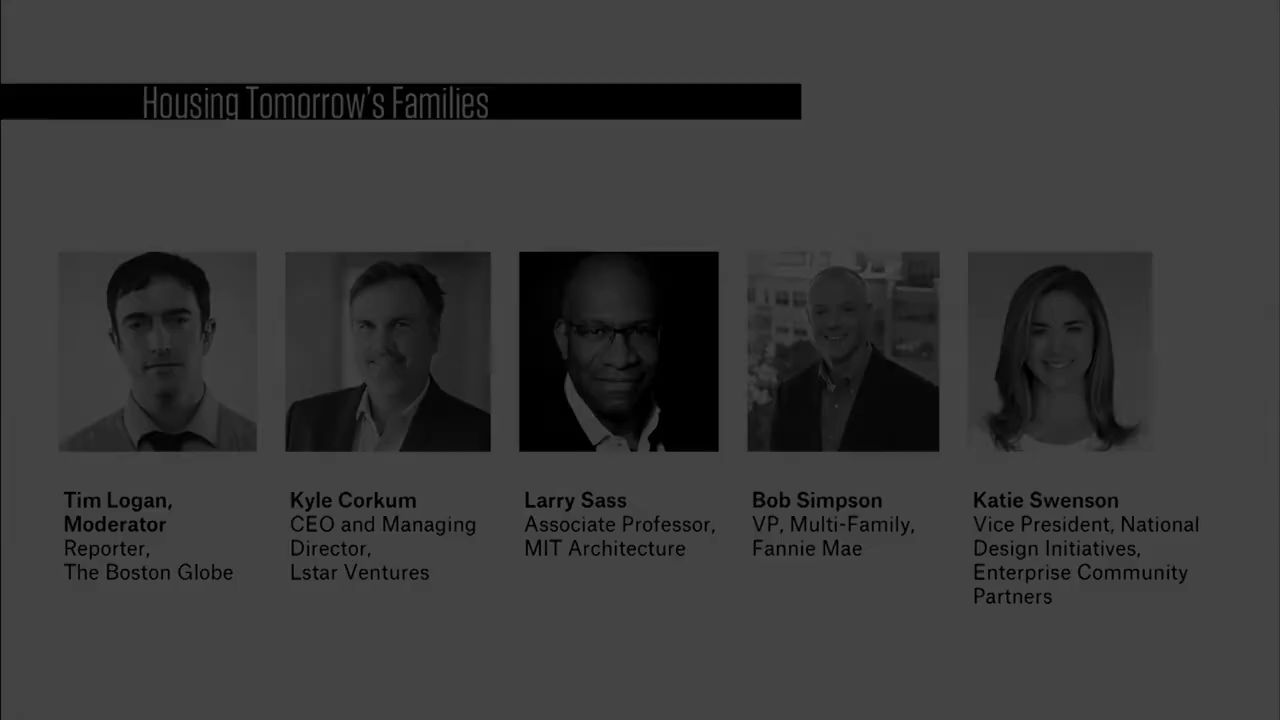 Housing Tomorrow's Families
Tim Logan,
Moderator
Reporter,
The Boston Globe
Kyle Corkum
CEO and Managing
Director,
Lstar Ventures
Larry Sass
Associate Professor,
MIT Architecture
Bob Simpson
VP, Multi-Family,
Fannie Mae
Katie Swenson
Vice President, National
Design Initiatives,
Enterprise Community
Partners